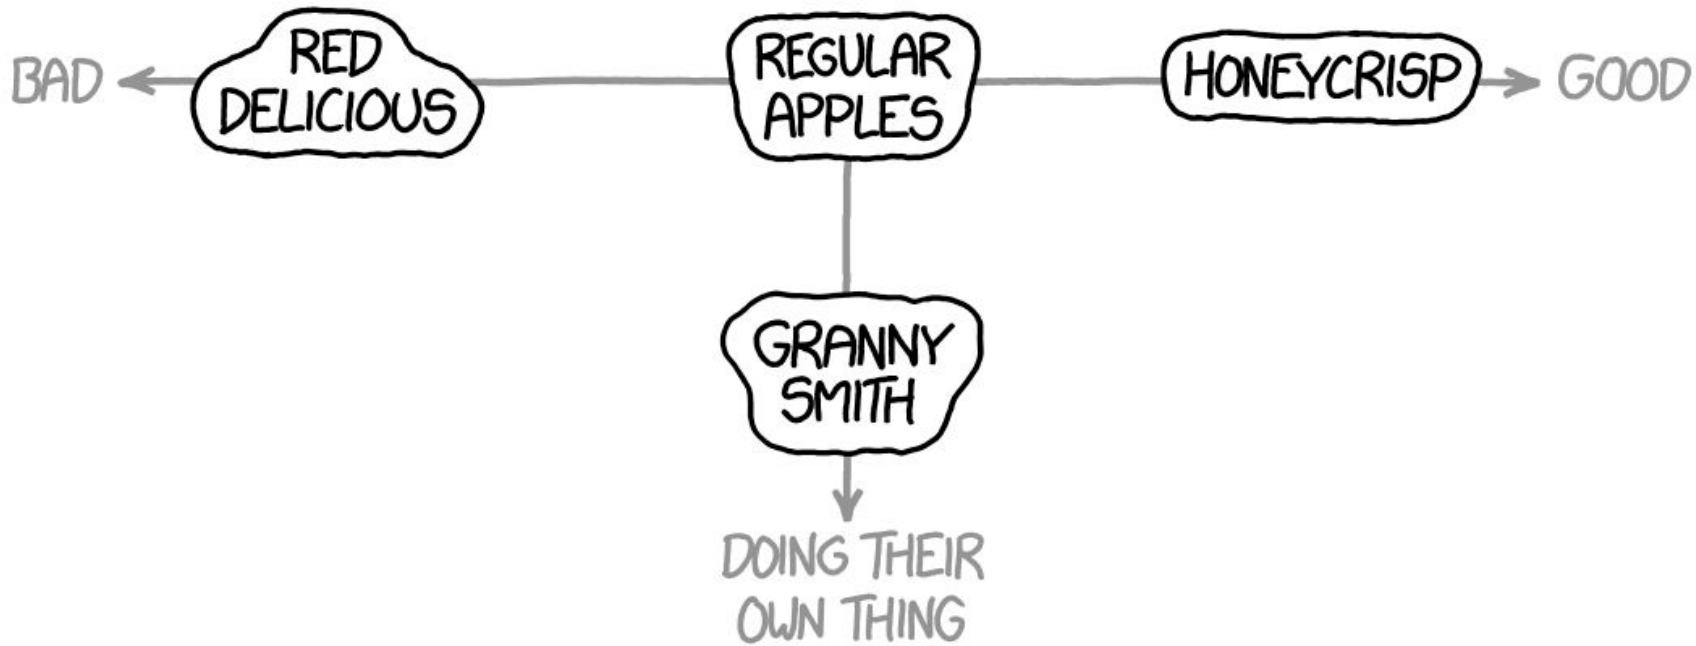 BAD
RED
DELICIOUS
REGULAR
APPLES
HONEYCRISP
GOOD
GRANNY
SMITH
DOING THEIR
OWN THING